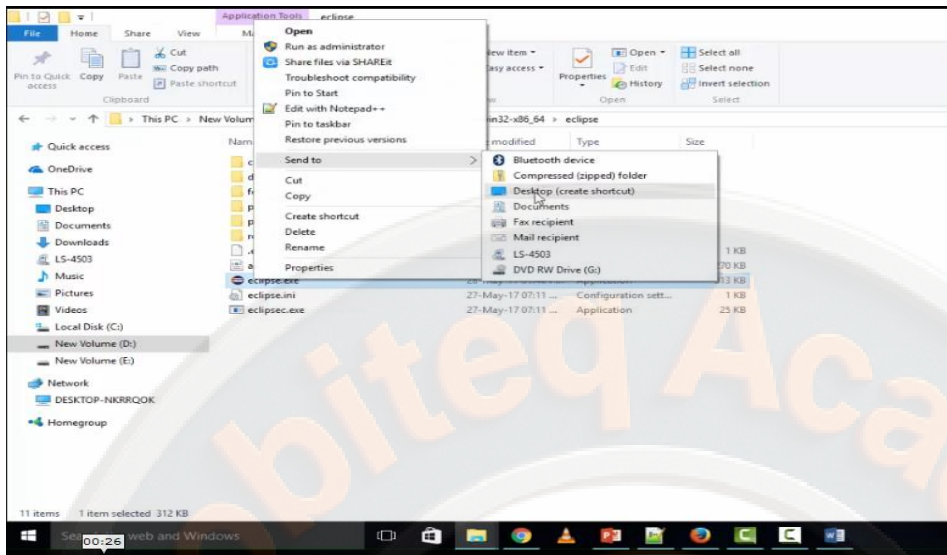 Application Tools eclipse
File Home Share View
Pin to Quick access
Copy
Paste
Cut
Copy path
Paste shortcut
Clipboard
Open
Select all
Properties
Edit
Select none
History
Invert selection
Open
Select
This PC > New Volum
> eclipse
Type Size
Quick access
OneDrive
This PC
Desktop
Documents
Downloads
LS-4503
Music
Pictures
Videos
Local Disk (C:)
New Volume (D:)
New Volume (E:)
Network
DESKTOP-NKRRQOK
Homegroup
Open
Run as administrator
Share files via SHAREit
Troubleshoot compatibility
Pin to Start
Edit with Notepad++
Pin to taskbar
Restore previous versions
Send to
Cut
Copy
Create shortcut
Delete
Rename
Properties
Bluetooth device
Compressed (zipped) folder
Desktop (create shortcut)
Documents
Fax recipient
Mail recipient
LS-4503
DVD RW Drive (G:)
1 KB
eclipse.exe
eclipse.ini 27-May-17 07:11 ... Configuration sett... 1 KB
eclipsec.exe 27-May-17 07:11 ... Application 25 KB
11 items 1 item selected 312 KB
web and Windows
00:26